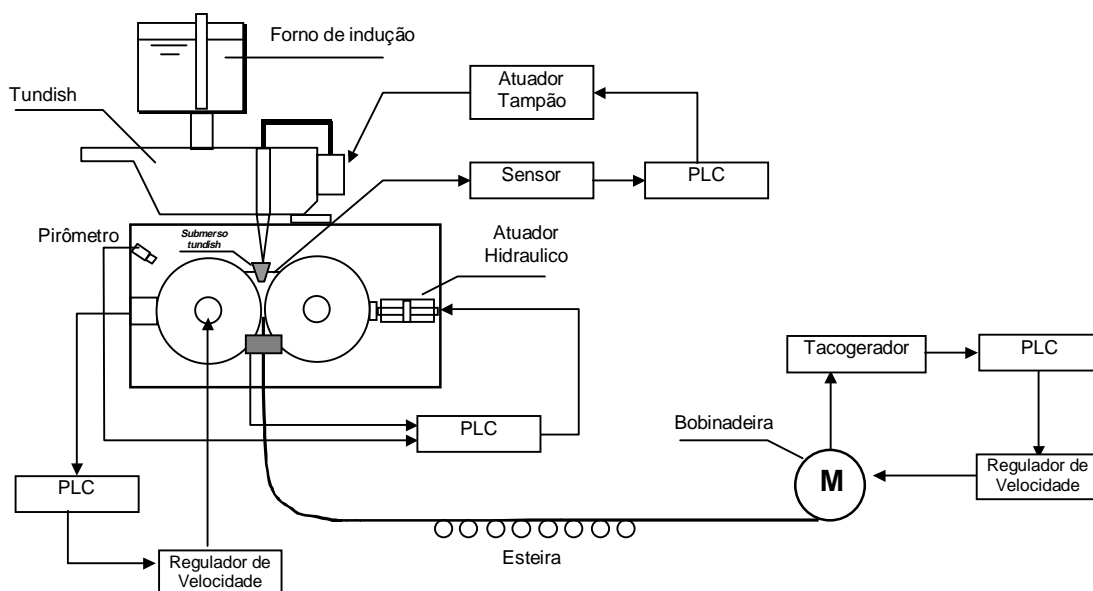 Forno de indução
Tundish
Atuador
Tampão
Sensor
PLC
Pirômetro
Submerso
tundish
Atuador
Hidraulico
Tacogerador
PLC
Bobinadeira
PLC
M
Regulador de
Velocidade
PLC
Esteira
Regulador de
Velocidade